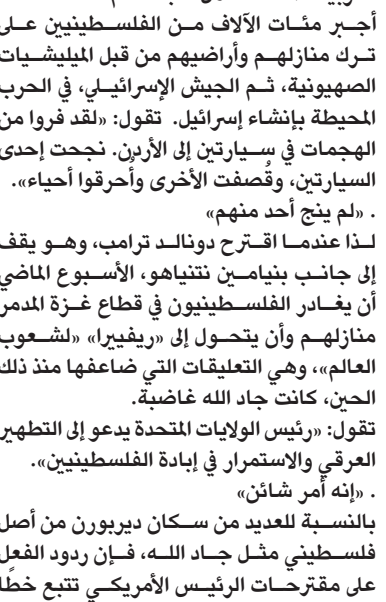 أجبر مئات الآلاف من الفلسطينيين على
ترك منازلهم وأراضيهم من قبل الميليشيات
الصهيونية، ثم الجيش الإسرائيلي، في الحرب
المحيطة بإنشاء إسرائيل. تقول: «لقد فروا من
الهجمات في سيارتين إلى الأردن. نجحت إحدى
السيارتين، وقُصفت الأخرى وأُحرقوا أحياء».
. «لم ينج أحد منهم»
لذا عندما اقترح دونالد ترامب، وهو يقف
إلى جانب بنيامين نتنياهو، الأسبوع الماضي
أن يغادر الفلسطينيون في قطاع غزة المدمر
منازلهم وأن يتحول إلى «ريفييرا» «لشعوب
العالم»، وهي التعليقات التي ضاعفها منذ ذلك
الحين، كانت جاد الله غاضبة.
تقول: «رئيس الولايات المتحدة يدعو إلى التطهير
العرقي والاستمرار في إبادة الفلسطينيين».
. «إنه أمر شائن»
بالنسبة للعديد من سكان ديربورن من أصل
فلسطيني مثل جاد الله، فإن ردود الفعل
على مقترحات الرئيس الأمريكي تتبع خطًا